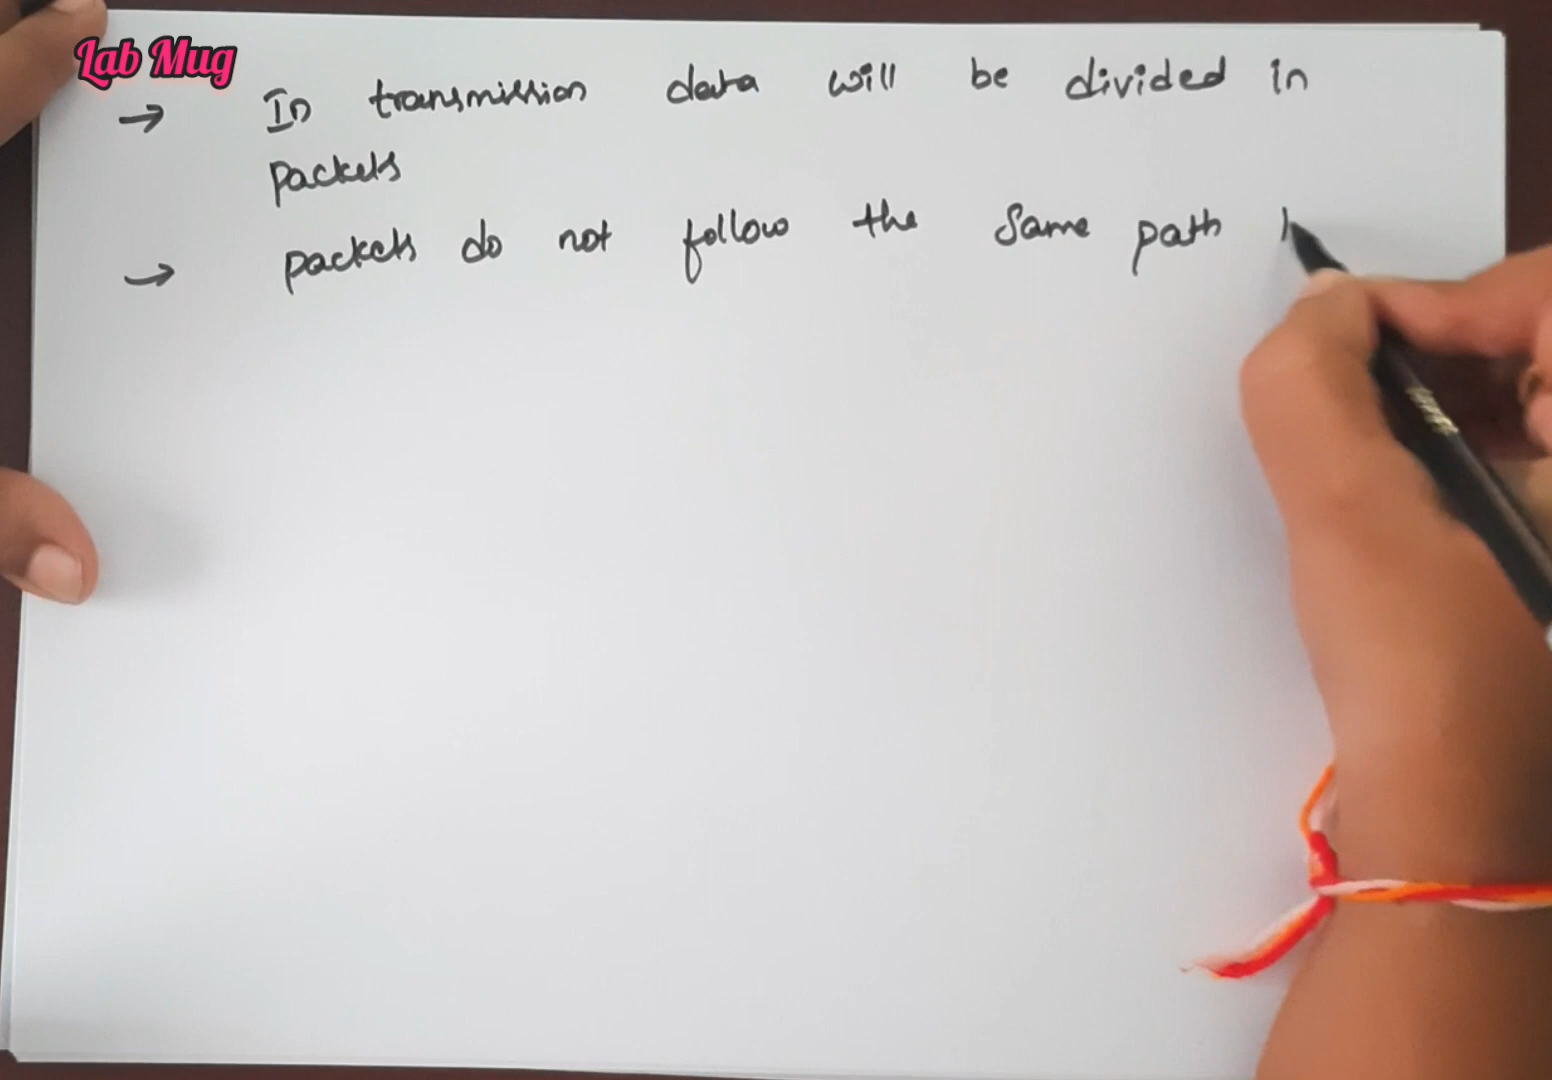 Lab Mug
→ In transmission data will be divided in
packets
→ packets do not follow the same path